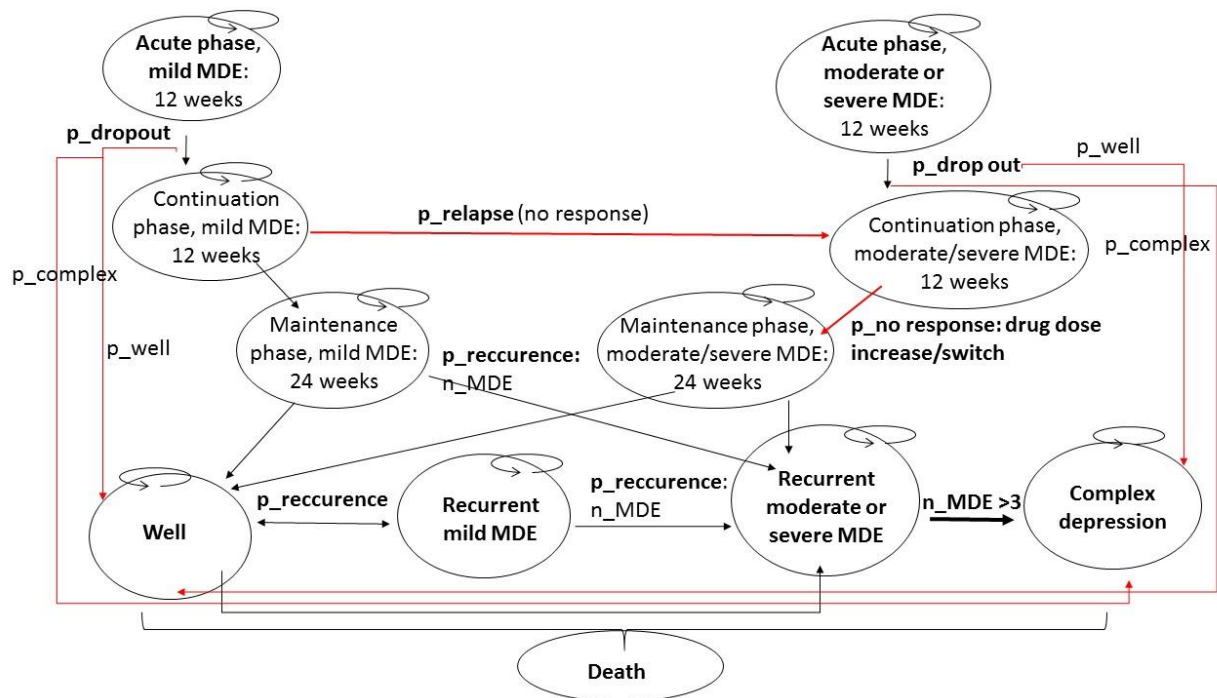 Acute phase,
mild MDE:
12 weeks
Acute phase,
moderate or
severe MDE:
12 weeks
p_dropout
p_drop out
p_well
Continuation
phase, mild MDE:
12 weeks
p_relapse (no response)
Continuation phase,
moderate/severe MDE:
12 weeks
p_complex
p_complex
p_well
Maintenance
phase, mild MDE:
24 weeks
p_reccurence:
n_MDE
Maintenance phase,
moderate/severe MDE:
24 weeks
p_no response: drug dose
increase/switch
Well
p_reccurence
Recurrent
mild MDE
p_reccurence:
n_MDE
Recurrent
moderate or
severe MDE
n_MDE >3
Complex
depression
Death